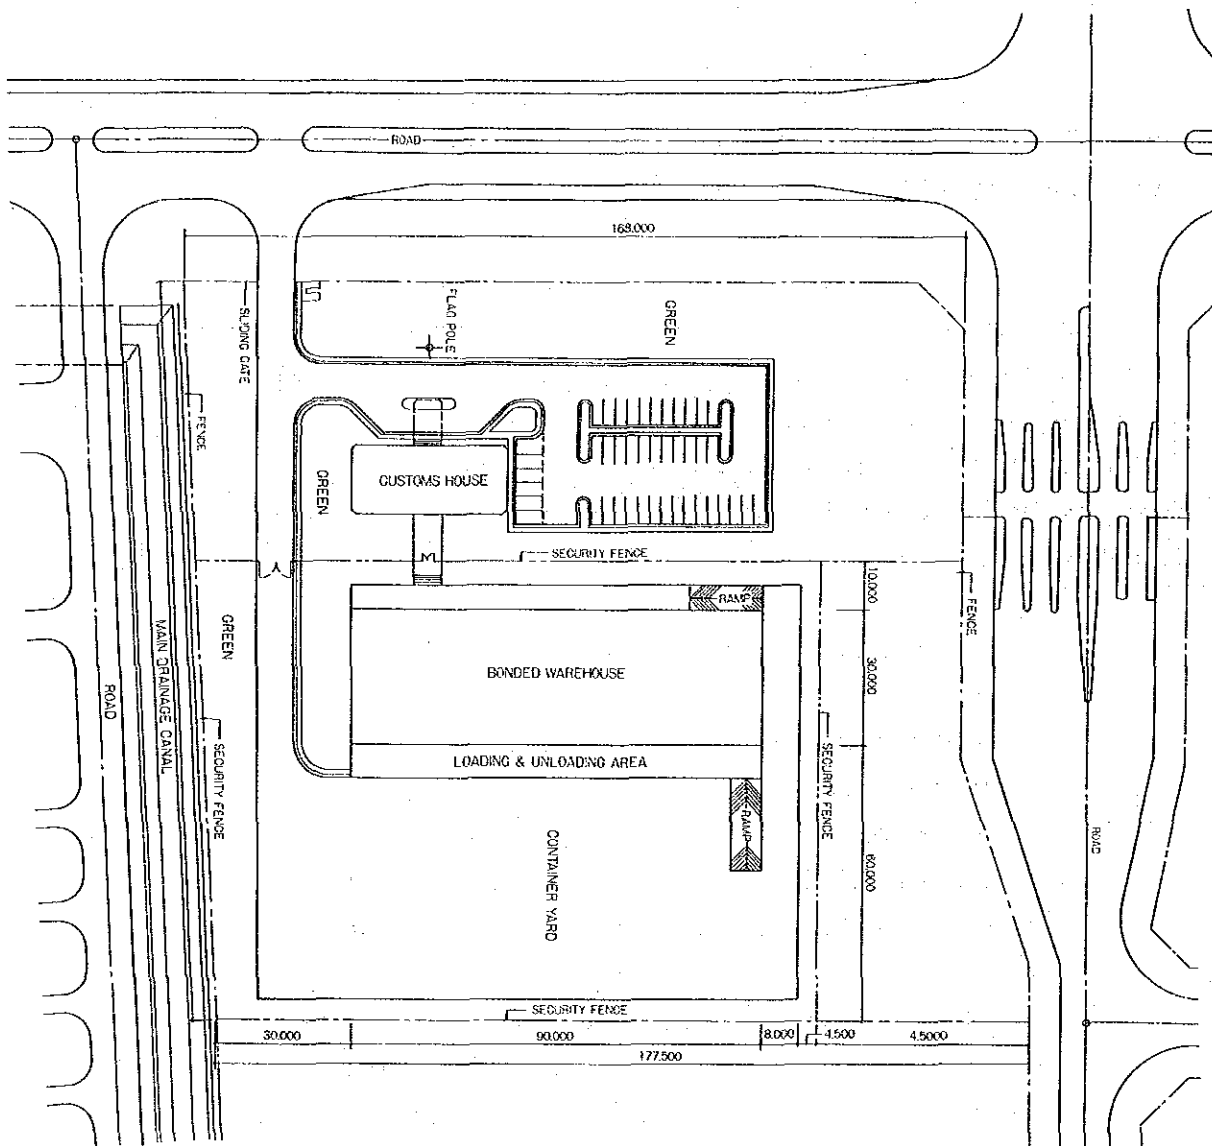 ROAD
168.000
SLIDING GATE
FLAG POLE
GREEN
FENCE
GREEN
CUSTOMS HOUSE
SECURITY FENCE
10.000
RAMP
FENCE
GREEN
MAIN DRAINAGE CANAL
ROAD
BONDED WAREHOUSE
30.000
SECURITY FENCE
LOADING & UNLOADING AREA
SECURITY FENCE
RAMP
ROAD
60.000
CONTAINER YARD
SECURITY FENCE
30.000
90.000
8.000
4.500
4.5000
177.500